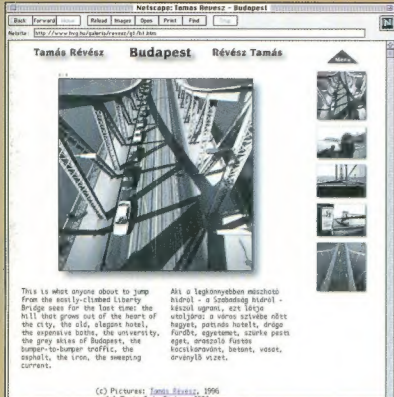 Netscape: Tamas Revesz - Budapest
Back Forward Home Reload Images Open Print Find Stop
Netsite: http://www.hvg.hu/galeria/revesz/g1/h1.htm
N
Tamás Révész Budapest Révész Tamás
Menu
This is what anyone about to jump
from the easily-climbed Liberty
Bridge sees for the last time: the
hill that grows out of the heart of
the city, the old, elegant hotel,
the expensive baths, the university,
the grey skies of Budapest, the
bumper-to-bumper traffic, the
asphalt, the iron, the sweeping
current.
Aki a legkönnyebben mászható
hídról - a Szabadság hídról -
készül ugrani, ezt látja
utoljára: a város szívébe nőtt
hegyet, patinás hotelt, drága
fürdőt, egyetemet, szürke pesti
eget, araszoló füstös
kocsikaravánt, betont, vasat,
örvénylő vizet.
(c) Pictures: Tamas Revesz, 1996